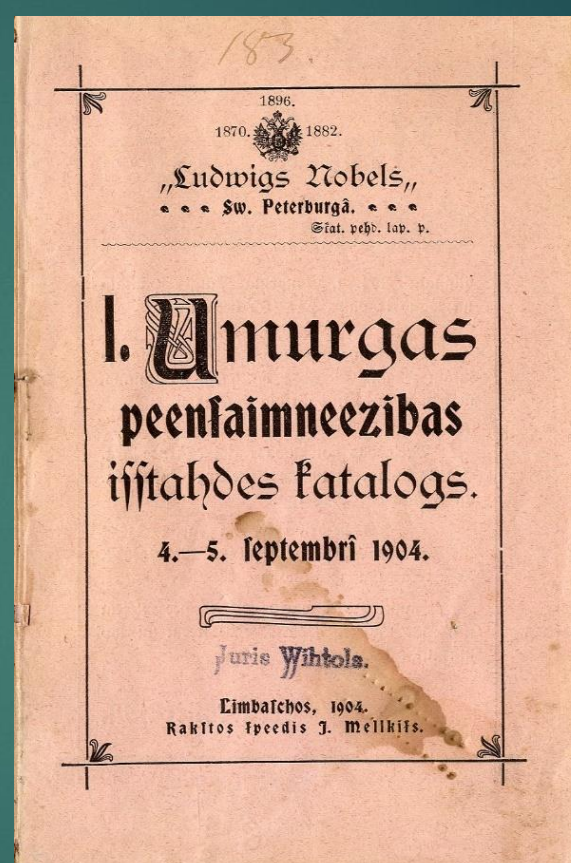 183.
1896.
1870. 1882.
„Ludwigs Nobels„
Sw. Peterburgâ.
Skat. pehd. lap. p.
I. Umurgas
peenſaimneezibas
iſſtahdes katalogs.
4.—5. ſeptembrî 1904.
Juris Wihtols.
Limbaſchos, 1904.
Rakſtos ſpeedis J. Mellkiſs.